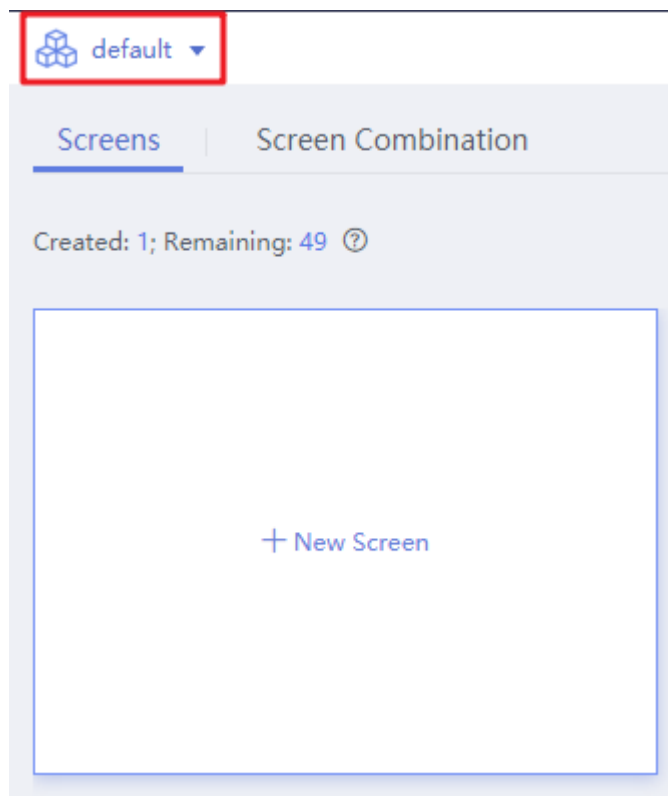 default
Screens
Screen Combination
Created: 1; Remaining: 49 ?
+ New Screen